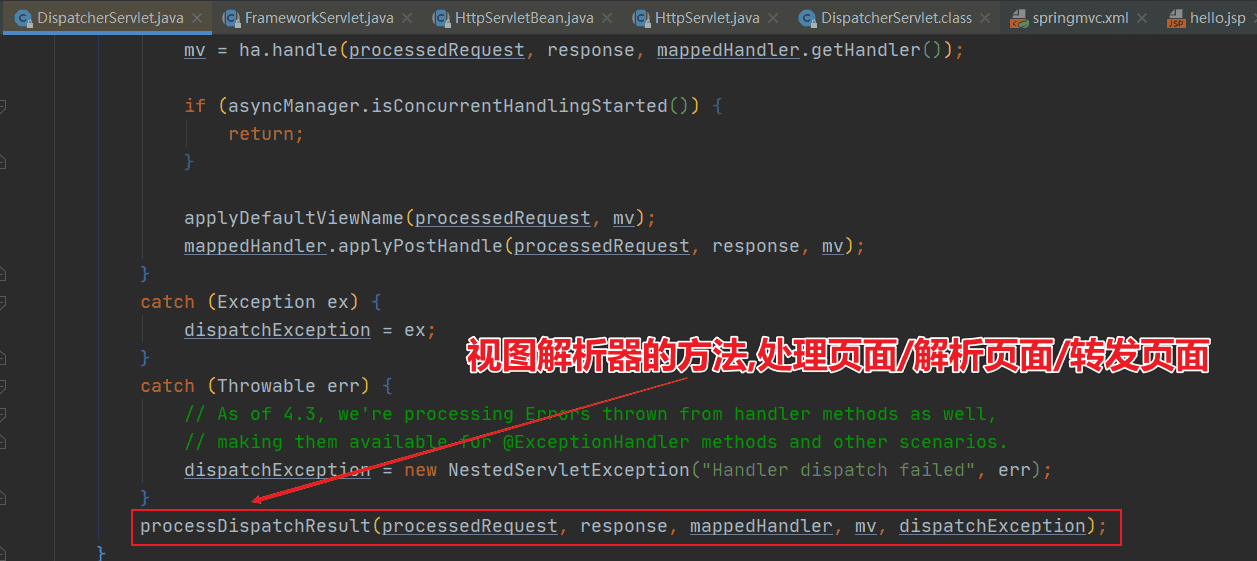 DispatcherServlet.java × FrameworkServlet.java × HttpServletBean.java × HttpServlet.java × DispatcherServlet.class × springmvc.xml × hello.jsp
mv = ha.handle(processedRequest, response, mappedHandler.getHandler());
if (asyncManager.isConcurrentHandlingStarted()) {
return;
}
applyDefaultViewName(processedRequest, mv);
mappedHandler.applyPostHandle(processedRequest, response, mv);
}
catch (Exception ex) {
dispatchException = ex;
}
视图解析器的方法,处理页面/解析页面/转发页面
catch (Throwable err) {
// As of 4.3, we're processing Errors thrown from handler methods as well,
// making them available for @ExceptionHandler methods and other scenarios.
dispatchException = new NestedServletException("Handler dispatch failed", err);
}
processDispatchResult(processedRequest, response, mappedHandler, mv, dispatchException);
}